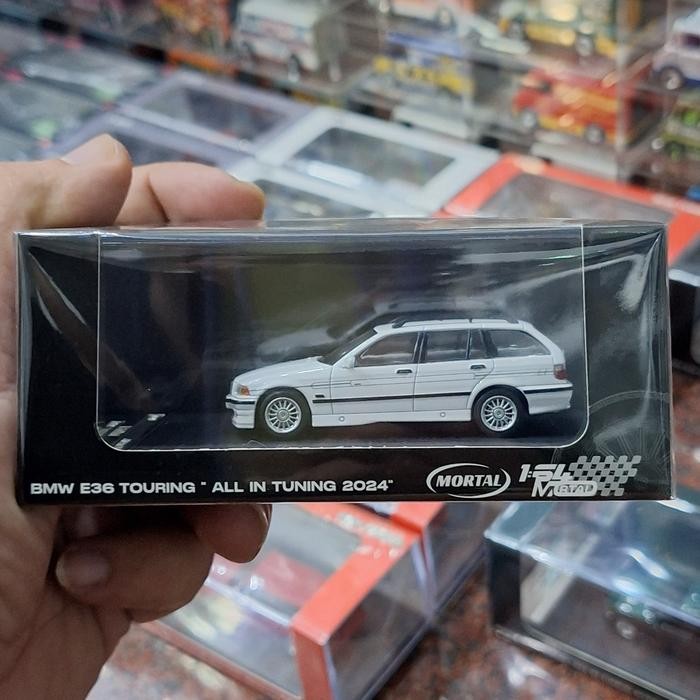 BMW E36 TOURING " ALL IN TUNING 2024"
MORTAL
1:64
METAL